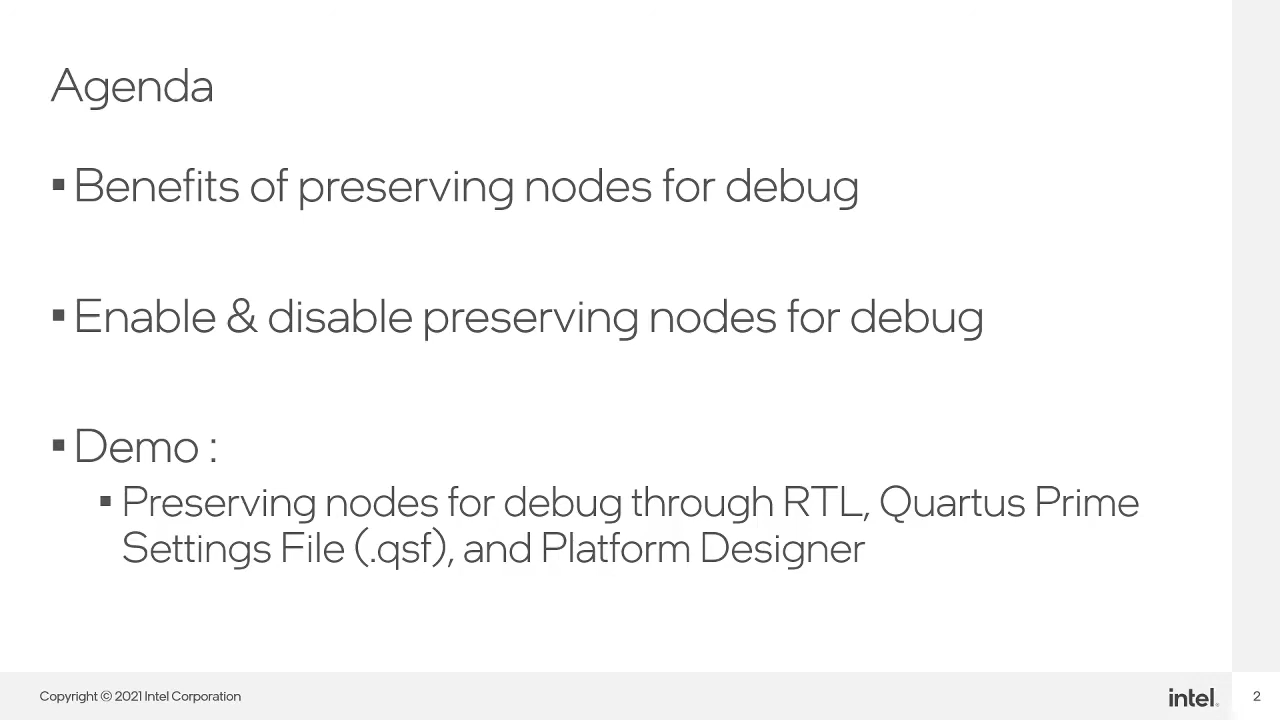 Agenda
▪ Benefits of preserving nodes for debug
▪ Enable & disable preserving nodes for debug
▪ Demo :
▪ Preserving nodes for debug through RTL, Quartus Prime
Settings File (.qsf), and Platform Designer
Copyright © 2021 Intel Corporation
intel.
2